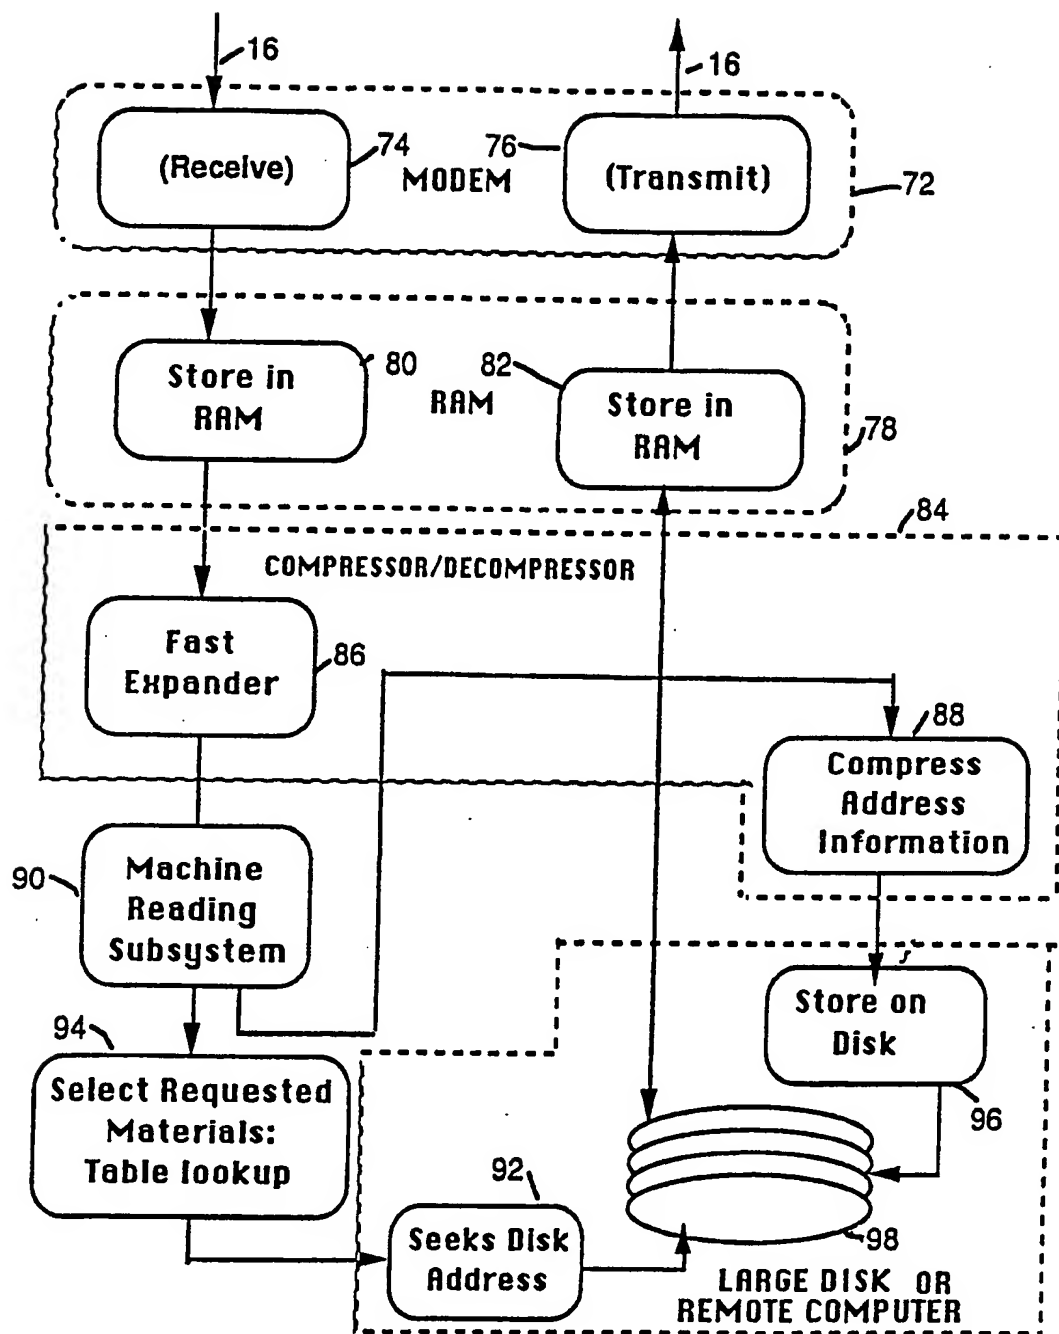 16
16
(Receive)
74
MODEM
76
(Transmit)
72
Store in
RAM
80
RAM
82
Store in
RAM
78
84
COMPRESSOR/DECOMPRESSOR
Fast
Expander
86
88
Compress
Address
Information
90
Machine
Reading
Subsystem
94
Select Requested
Materials:
Table lookup
Store on
Disk
96
92
Seeks Disk
Address
98
LARGE DISK OR
REMOTE COMPUTER